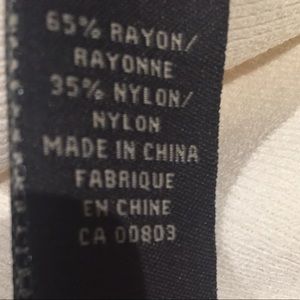 65% RAYON/
RAYONNE
35% NYLON/
NYLON
MADE IN CHINA
FABRIQUE
EN CHINE
CA 00803